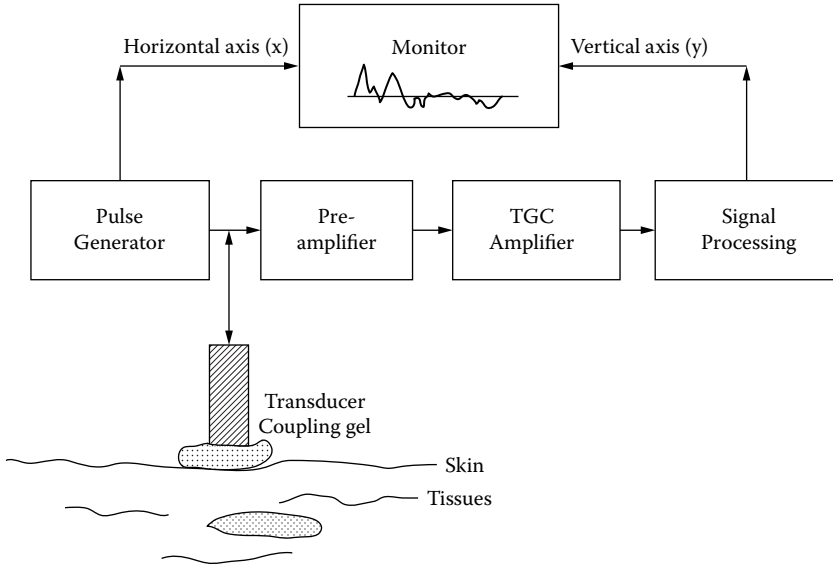 Horizontal axis (x)
Monitor
Vertical axis (y)
Pulse
Generator
Pre-
amplifier
TGC
Amplifier
Signal
Processing
Transducer
Coupling gel
Skin
Tissues